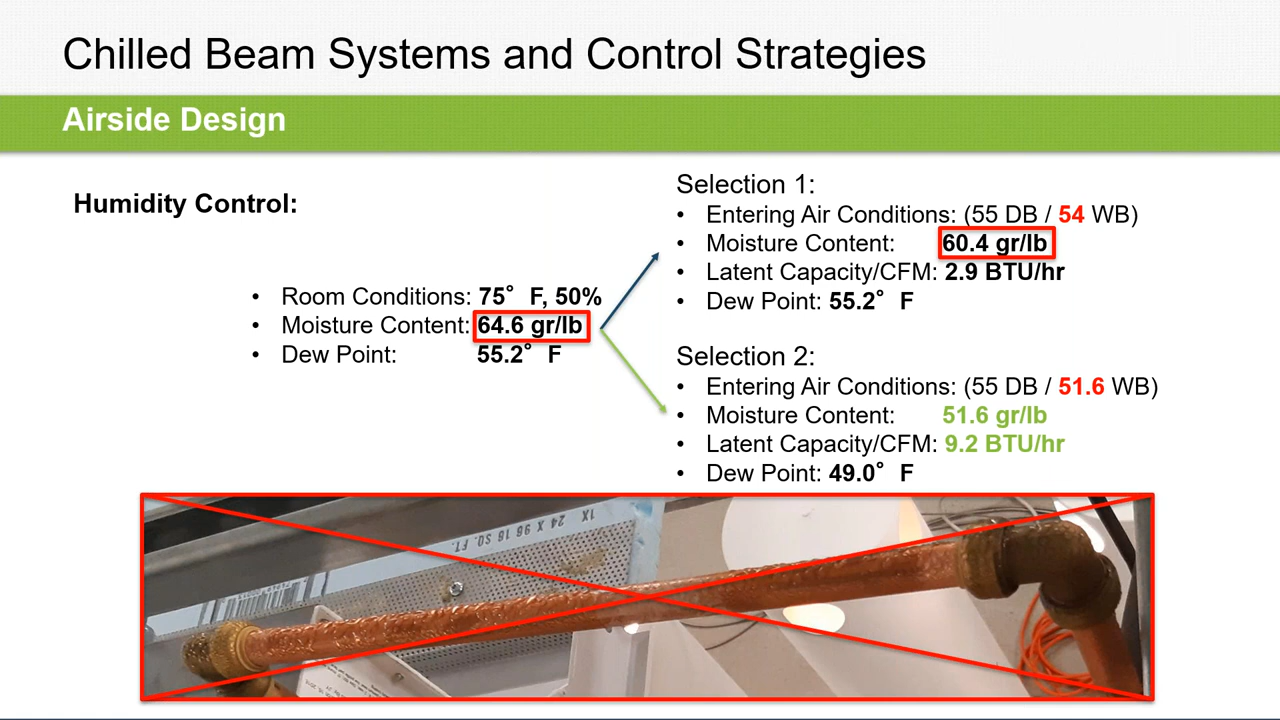 Chilled Beam Systems and Control Strategies
Airside Design
Humidity Control:
• Room Conditions: 75° F, 50%
• Moisture Content: 64.6 gr/lb
• Dew Point: 55.2° F
Selection 1:
• Entering Air Conditions: (55 DB / 54 WB)
• Moisture Content: 60.4 gr/lb
• Latent Capacity/CFM: 2.9 BTU/hr
• Dew Point: 55.2° F
Selection 2:
• Entering Air Conditions: (55 DB / 51.6 WB)
• Moisture Content: 51.6 gr/lb
• Latent Capacity/CFM: 9.2 BTU/hr
• Dew Point: 49.0° F
1X 24 X 96 16 SQ. FT.